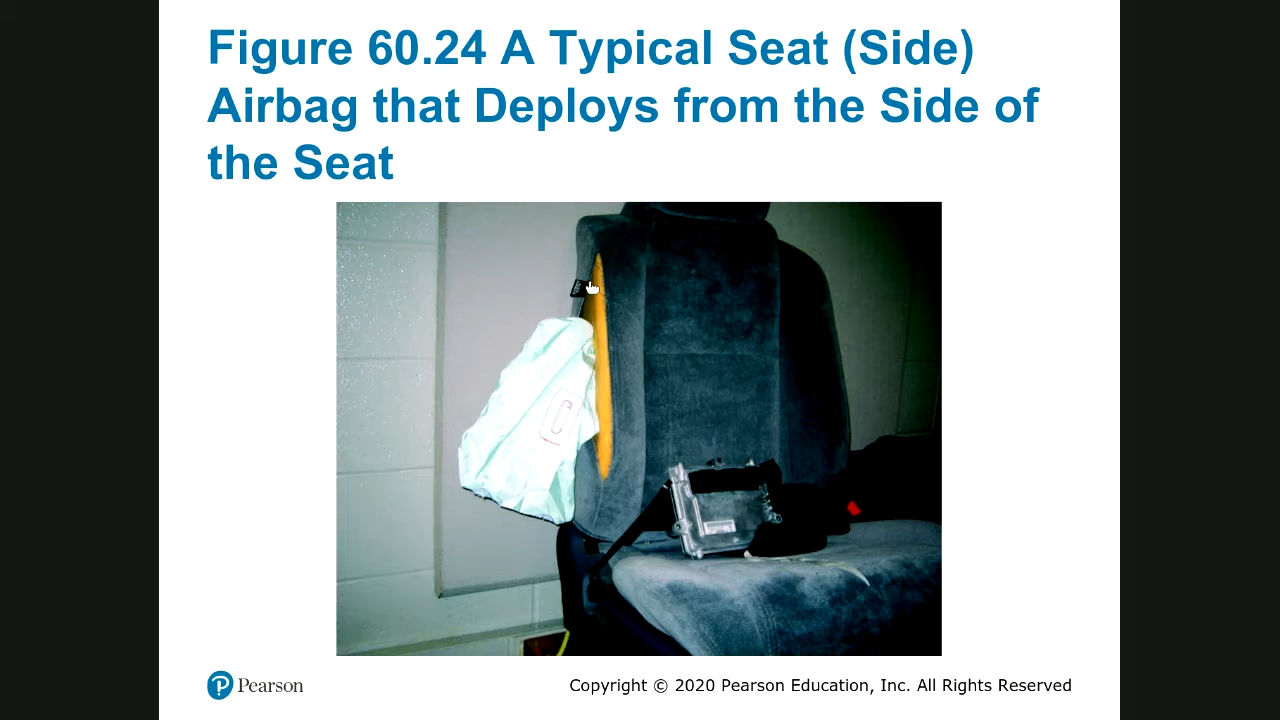 Figure 60.24 A Typical Seat (Side)
Airbag that Deploys from the Side of
the Seat
Pearson
Copyright © 2020 Pearson Education, Inc. All Rights Reserved